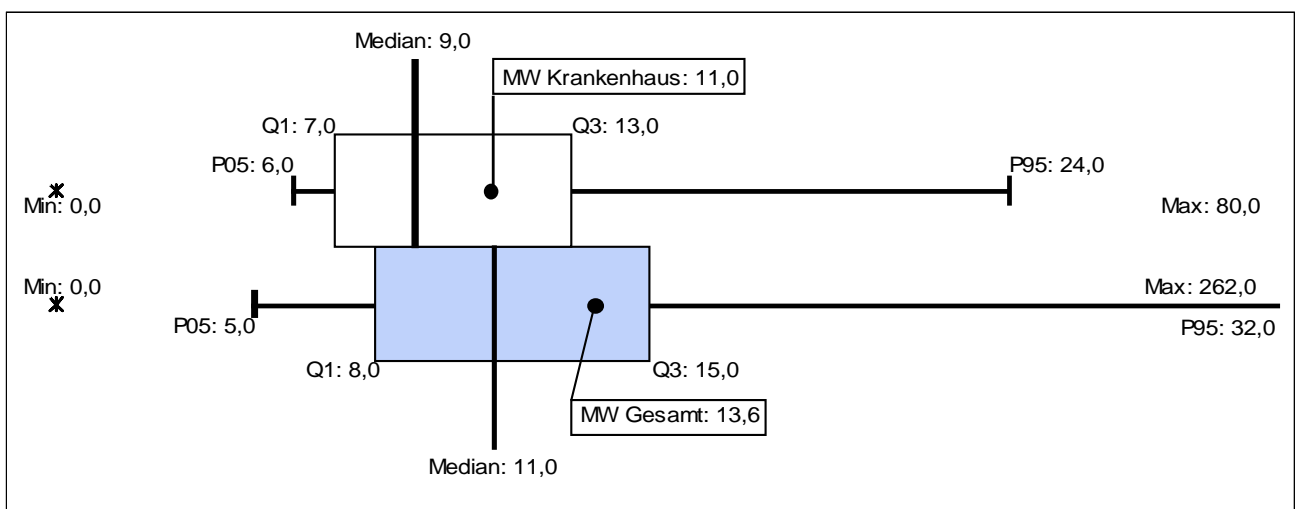 Median: 9,0
MW Krankenhaus: 11,0
Q1: 7,0
Q3: 13,0
P05: 6,0
P95: 24,0
Min: 0,0
Max: 80,0
Min: 0,0
Max: 262,0
P05: 5,0
P95: 32,0
Q1: 8,0
Q3: 15,0
MW Gesamt: 13,6
Median: 11,0